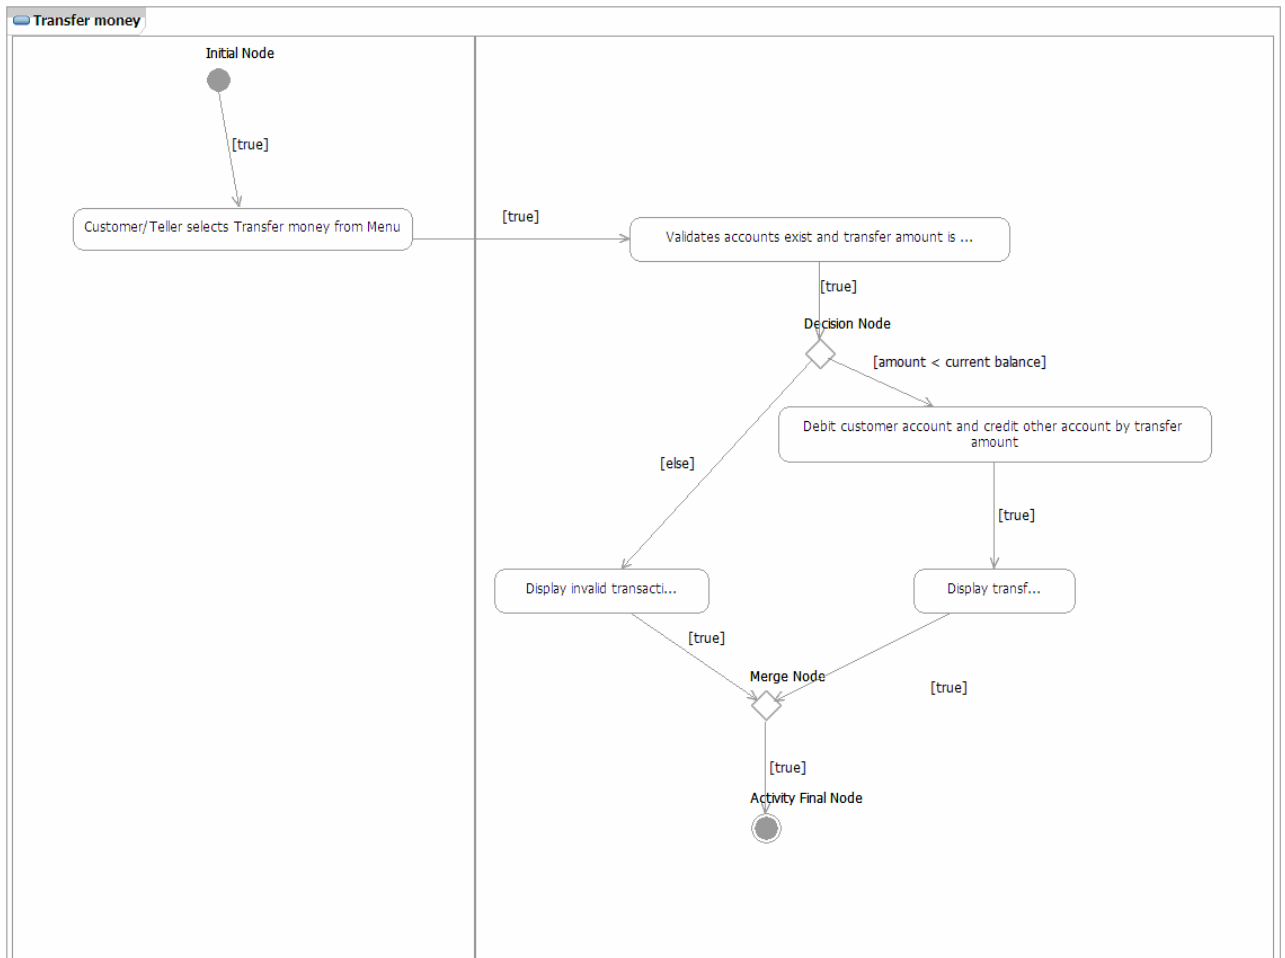 Transfer money
Initial Node
[true]
Customer/Teller selects Transfer money from Menu
[true]
Validates accounts exist and transfer amount is ...
[true]
Decision Node
[amount < current balance]
Debit customer account and credit other account by transfer
amount
[else]
[true]
Display invalid transacti...
Display transf...
[true]
Merge Node
[true]
[true]
Activity Final Node